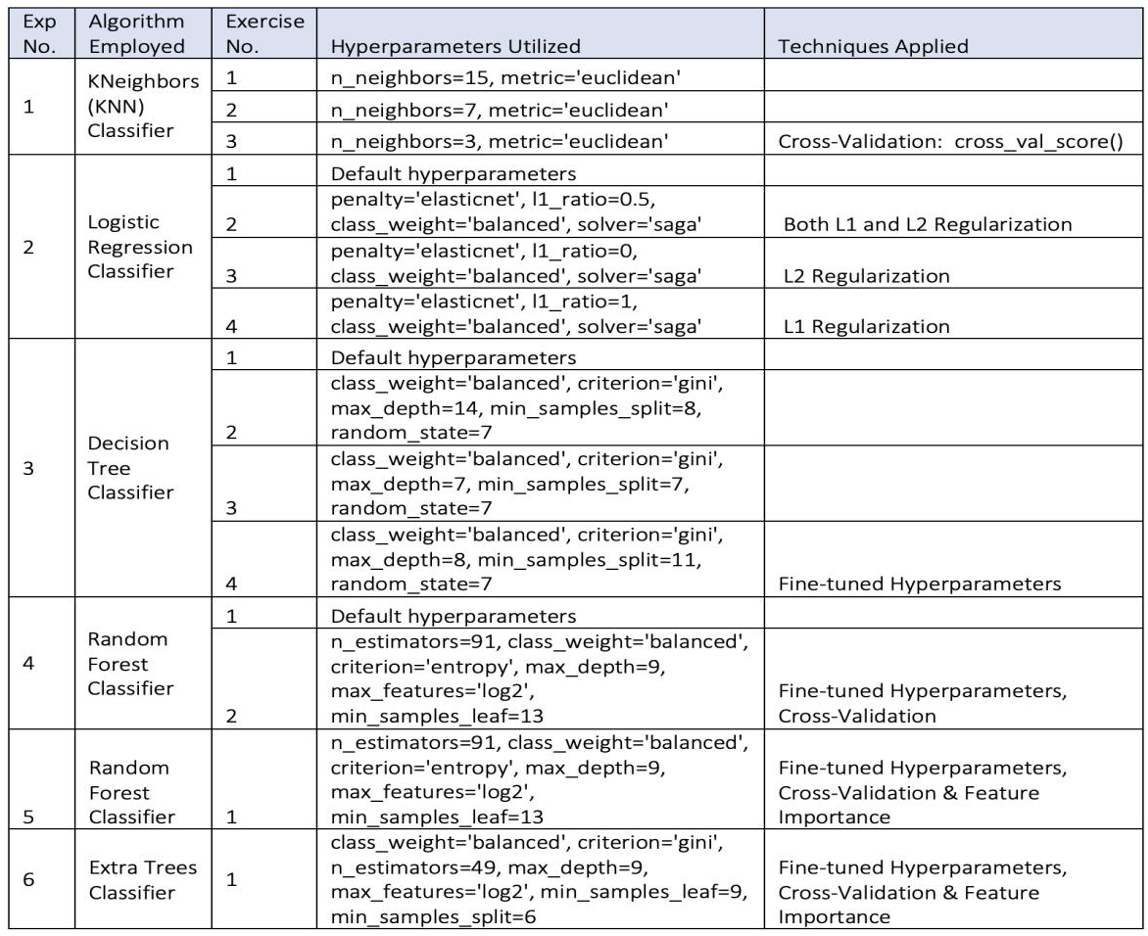 Exp No.
Algorithm Employed
Exercise No.
Hyperparameters Utilized
Techniques Applied
1
KNeighbors
(KNN)
Classifier
1
n_neighbors=15, metric='euclidean'
2
n_neighbors=7, metric='euclidean'
3
n_neighbors=3, metric='euclidean'
Cross-Validation:  cross_val_score()
2
Logistic
Regression
Classifier
1
Default hyperparameters
2
penalty='elasticnet', l1_ratio=0.5,
class_weight='balanced', solver='saga'
Both L1 and L2 Regularization
3
penalty='elasticnet', l1_ratio=0,
class_weight='balanced', solver='saga'
L2 Regularization
4
penalty='elasticnet', l1_ratio=1,
class_weight='balanced', solver='saga'
L1 Regularization
3
Decision
Tree
Classifier
1
Default hyperparameters
2
class_weight='balanced', criterion='gini',
max_depth=14, min_samples_split=8,
random_state=7
3
class_weight='balanced', criterion='gini',
max_depth=7, min_samples_split=7,
random_state=7
4
class_weight='balanced', criterion='gini',
max_depth=8, min_samples_split=11,
random_state=7
Fine-tuned Hyperparameters
4
Random
Forest
Classifier
1
Default hyperparameters
2
n_estimators=91, class_weight='balanced',
criterion='entropy', max_depth=9,
max_features='log2',
min_samples_leaf=13
Fine-tuned Hyperparameters,
Cross-Validation
5
Random
Forest
Classifier
1
n_estimators=91, class_weight='balanced',
criterion='entropy', max_depth=9,
max_features='log2',
min_samples_leaf=13
Fine-tuned Hyperparameters,
Cross-Validation & Feature
Importance
6
Extra Trees
Classifier
1
class_weight='balanced', criterion='gini',
n_estimators=49, max_depth=9,
max_features='log2', min_samples_leaf=9,
min_samples_split=6
Fine-tuned Hyperparameters,
Cross-Validation & Feature
Importance